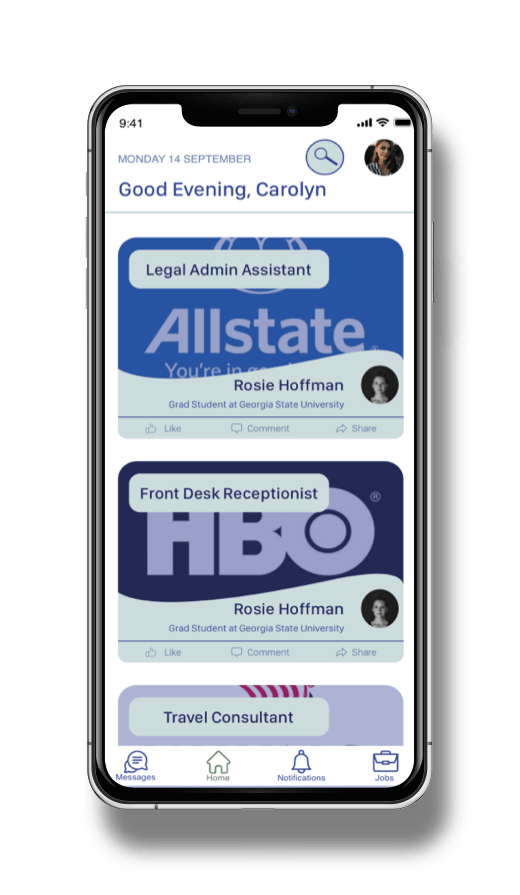 9:41
MONDAY 14 SEPTEMBER
Good Evening, Carolyn
Legal Admin Assistant
Allstate®
You're in
Rosie Hoffman
Grad Student at Georgia State University
Like Comment Share
Front Desk Receptionist
HBO®
Rosie Hoffman
Grad Student at Georgia State University
Like Comment Share
Travel Consultant
Messages Home Notifications Jobs